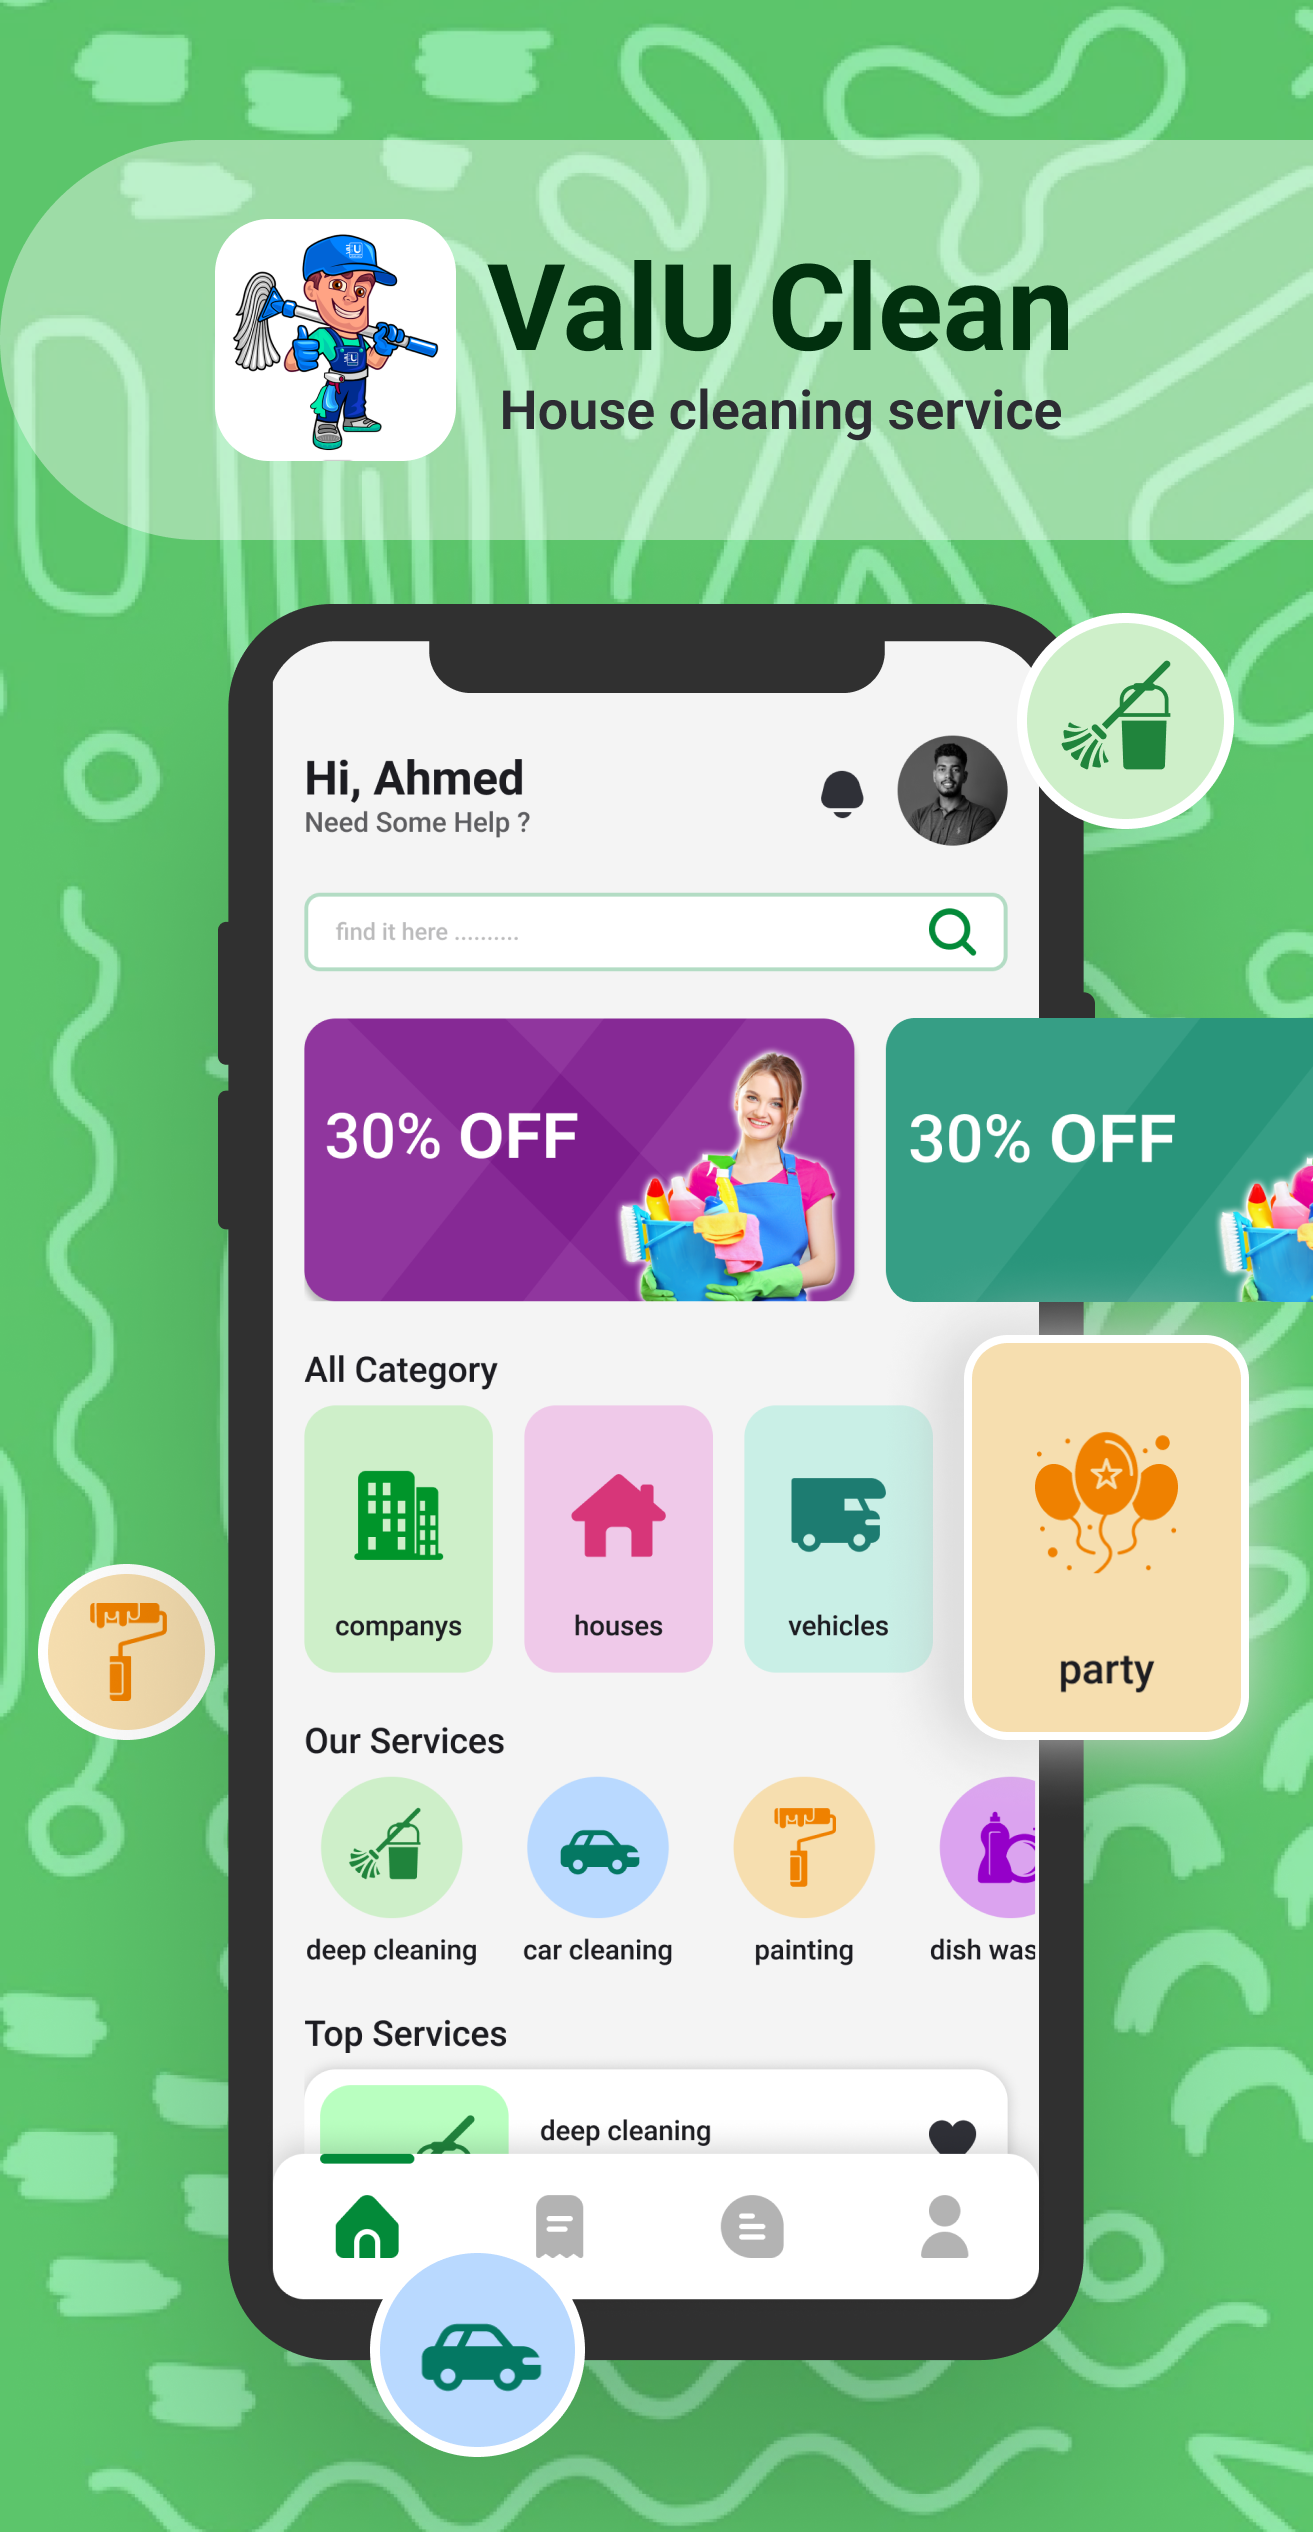 ValU Clean
House cleaning service
Hi, Ahmed
Need Some Help ?
find it here ..........
30% OFF
30% OFF
All Category
companys
houses
vehicles
party
Our Services
deep cleaning
car cleaning
painting
dish was
Top Services
deep cleaning